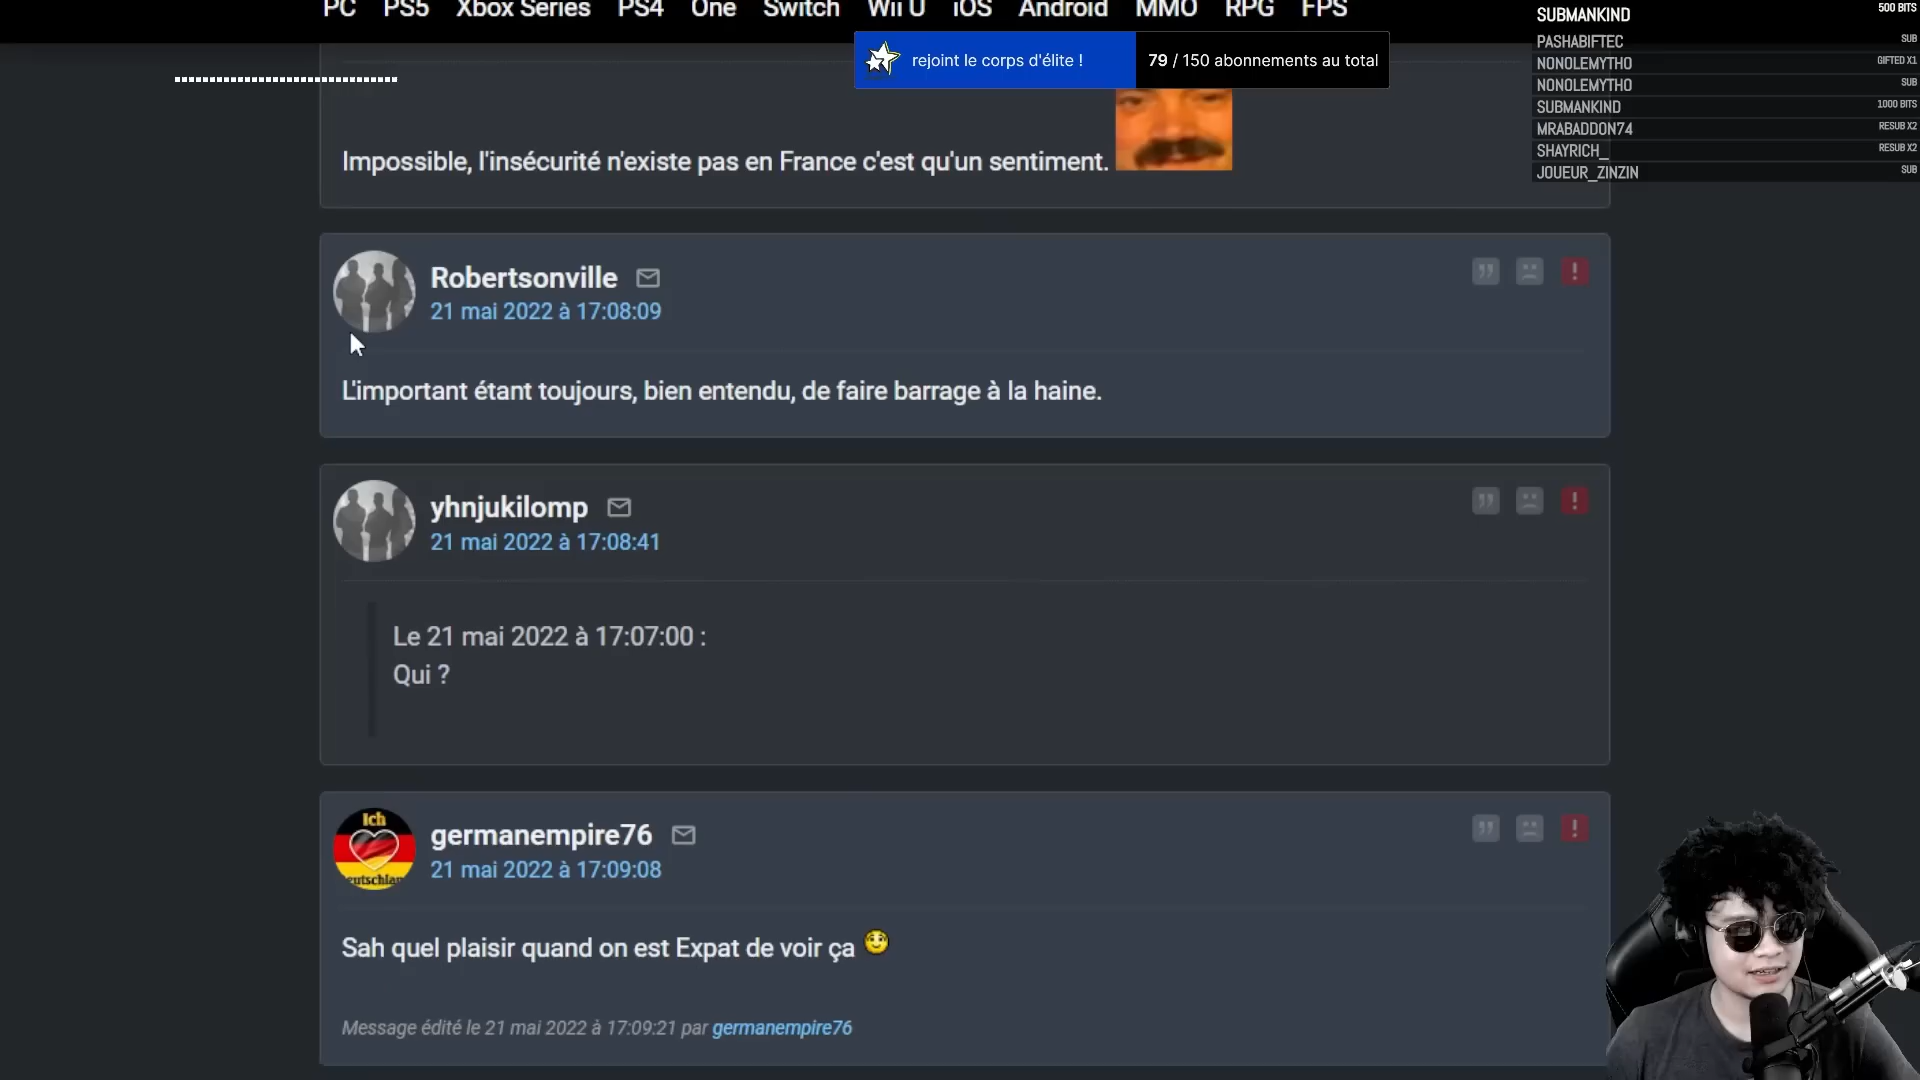 PC PS5 Xbox Series PS4 One Switch Wii U iOS Android MMO RPG FPS
rejoint le corps d'élite !
79 / 150 abonnements au total
SUBMANKIND 500 BITS
PASHABIFTEC SUB
NONOLEMYTHO GIFTED X1
NONOLEMYTHO SUB
SUBMANKIND 1000 BITS
MRABADDON74 RESUB X2
SHAYRICH_ RESUB X2
JOUEUR_ZINZIN SUB
Impossible, l'insécurité n'existe pas en France c'est qu'un sentiment.
Robertsonville
21 mai 2022 à 17:08:09
L'important étant toujours, bien entendu, de faire barrage à la haine.
yhnjukilomp
21 mai 2022 à 17:08:41
Le 21 mai 2022 à 17:07:00 :
Qui ?
Ich
eutschlan
germanempire76
21 mai 2022 à 17:09:08
Sah quel plaisir quand on est Expat de voir ça
Message édité le 21 mai 2022 à 17:09:21 par germanempire76